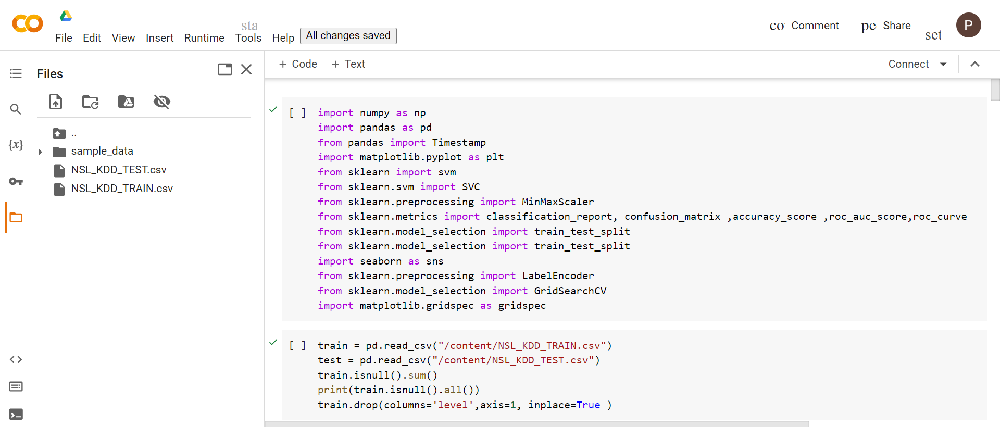 sta
File Edit View Insert Runtime Tools Help All changes saved
co Comment pe Share set P
Files
+ Code + Text Connect
{x}
..
sample_data
NSL_KDD_TEST.csv
NSL_KDD_TRAIN.csv
[ ] import numpy as np
import pandas as pd
from pandas import Timestamp
import matplotlib.pyplot as plt
from sklearn import svm
from sklearn.svm import SVC
from sklearn.preprocessing import MinMaxScaler
from sklearn.metrics import classification_report, confusion_matrix ,accuracy_score ,roc_auc_score,roc_curve
from sklearn.model_selection import train_test_split
from sklearn.model_selection import train_test_split
import seaborn as sns
from sklearn.preprocessing import LabelEncoder
from sklearn.model_selection import GridSearchCV
import matplotlib.gridspec as gridspec
[ ] train = pd.read_csv("/content/NSL_KDD_TRAIN.csv")
test = pd.read_csv("/content/NSL_KDD_TEST.csv")
train.isnull().sum()
print(train.isnull().all())
train.drop(columns='level',axis=1, inplace=True )